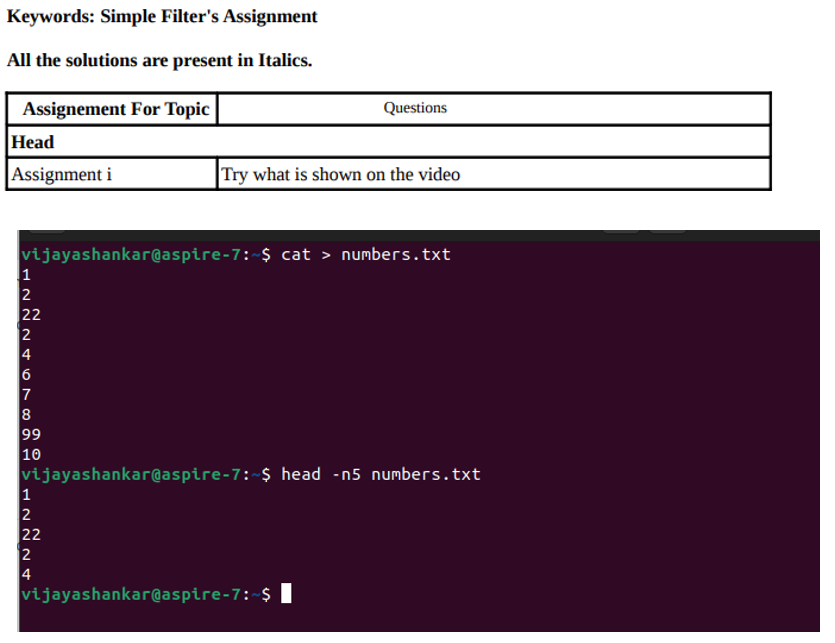 Keywords: Simple Filter's Assignment
All the solutions are present in Italics.
Assignement For Topic Questions
Head
Assignment i Try what is shown on the video
vijayashankar@aspire-7:~$ cat > numbers.txt
1
2
22
2
4
6
7
8
99
10
vijayashankar@aspire-7:~$ head -n5 numbers.txt
1
2
22
2
4
vijayashankar@aspire-7:~$